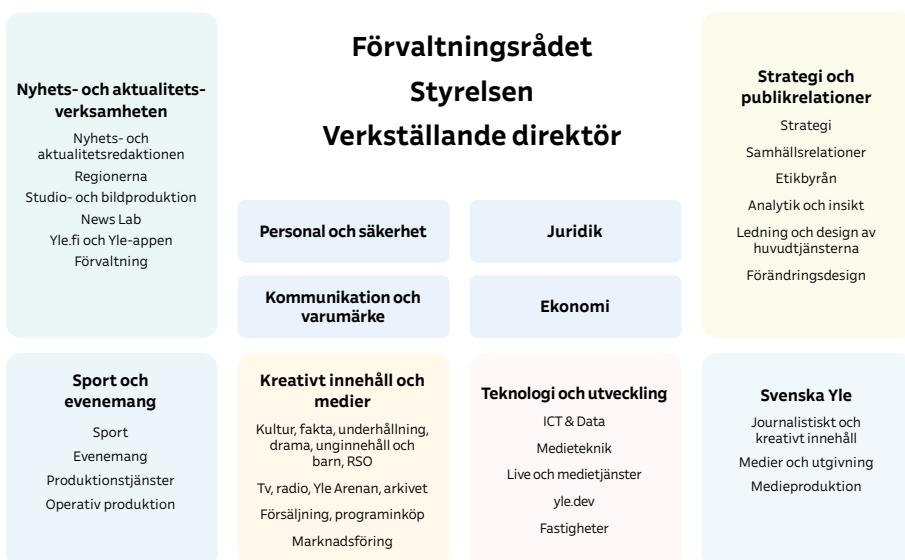 Nyhets- och aktualitets-
verksamheten
Nyhets- och
aktualitetsredaktionen
Regionerna
Studio- och bildproduktion
News Lab
Yle.fi och Yle-appen
Förvaltning
Förvaltningsrådet
Styrelsen
Verkställande direktör
Personal och säkerhet
Juridik
Kommunikation och
varumärke
Ekonomi
Strategi och
publikrelationer
Strategi
Samhällsrelationer
Etikbyrån
Analytik och insikt
Ledning och design av
huvudtjänsterna
Förändringsdesign
Sport och
evenemang
Sport
Evenemang
Produktionstjänster
Operativ produktion
Kreativt innehåll och
medier
Kultur, fakta, underhållning,
drama, unginnehåll och
barn, RSO
Tv, radio, Yle Arenan, arkivet
Försäljning, programinköp
Marknadsföring
Teknologi och utveckling
ICT & Data
Medieteknik
Live och medietjänster
yle.dev
Fastigheter
Svenska Yle
Journalistiskt och
kreativt innehåll
Medier och utgivning
Medieproduktion